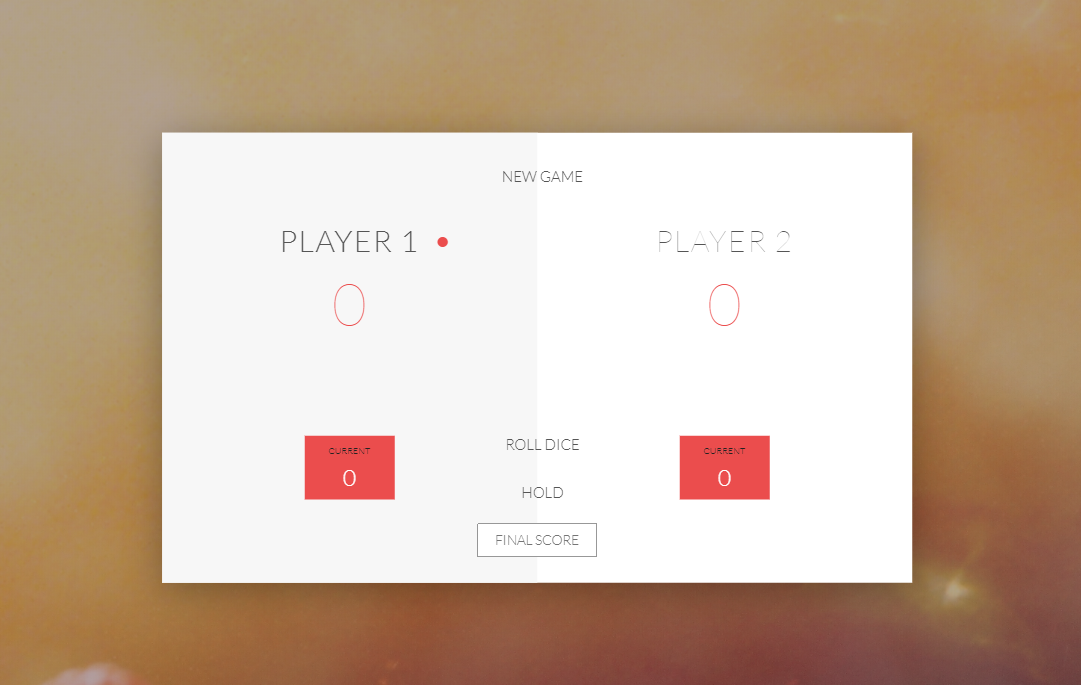 NEW GAME
PLAYER 1
0
PLAYER 2
0
CURRENT
0
CURRENT
0
ROLL DICE
HOLD
FINAL SCORE